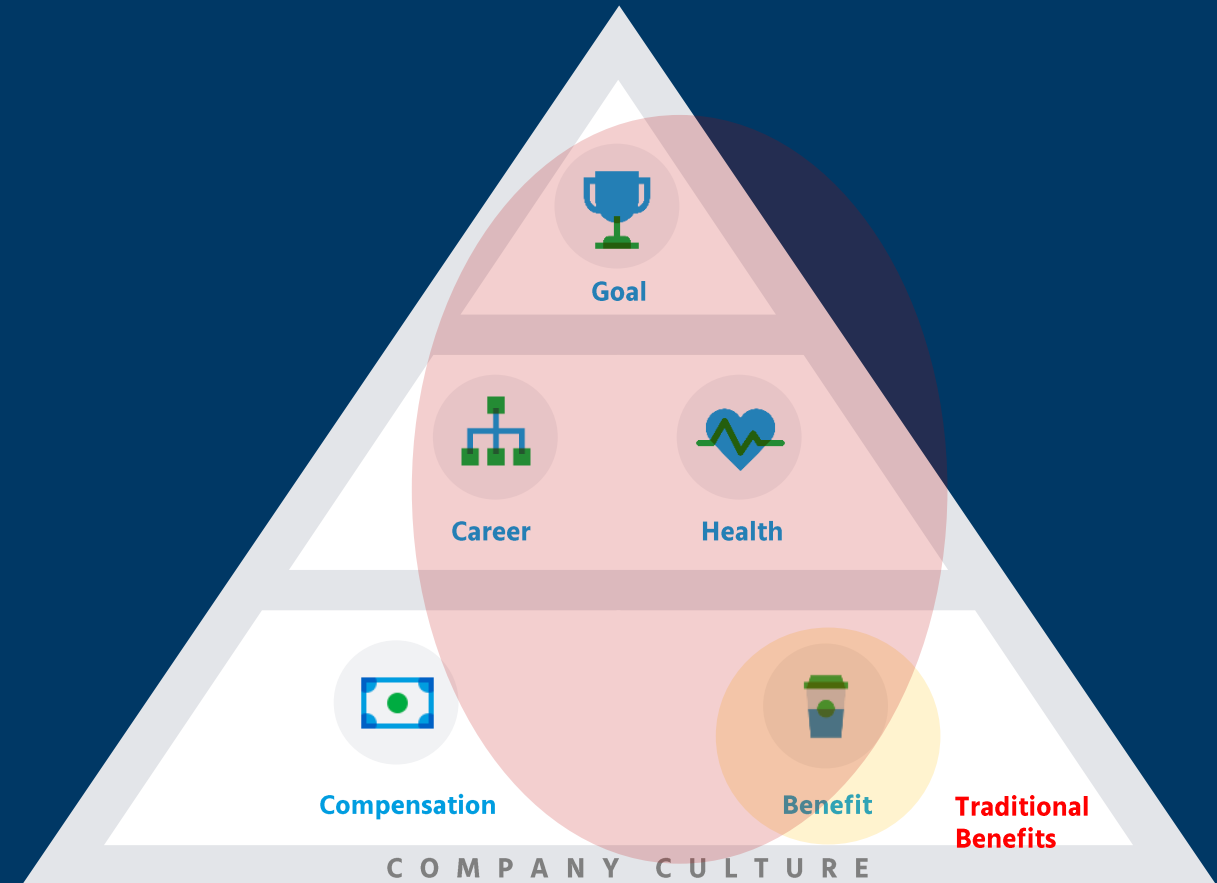 Goal
Career
Health
Compensation
Benefit
Traditional
Benefits
COMPANY CULTURE